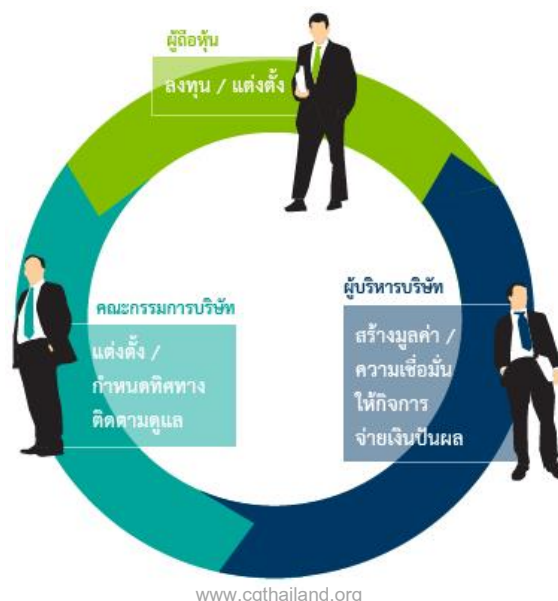 ผู้ถือหุ้น
ลงทุน / แต่งตั้ง
คณะกรรมการบริษัท
แต่งตั้ง /
กำหนดทิศทาง
ติดตามดูแล
ผู้บริหารบริษัท
สร้างมูลค่า /
ความเชื่อมั่น
ให้กิจการ
จ่ายเงินปันผล
www.cgthailand.org